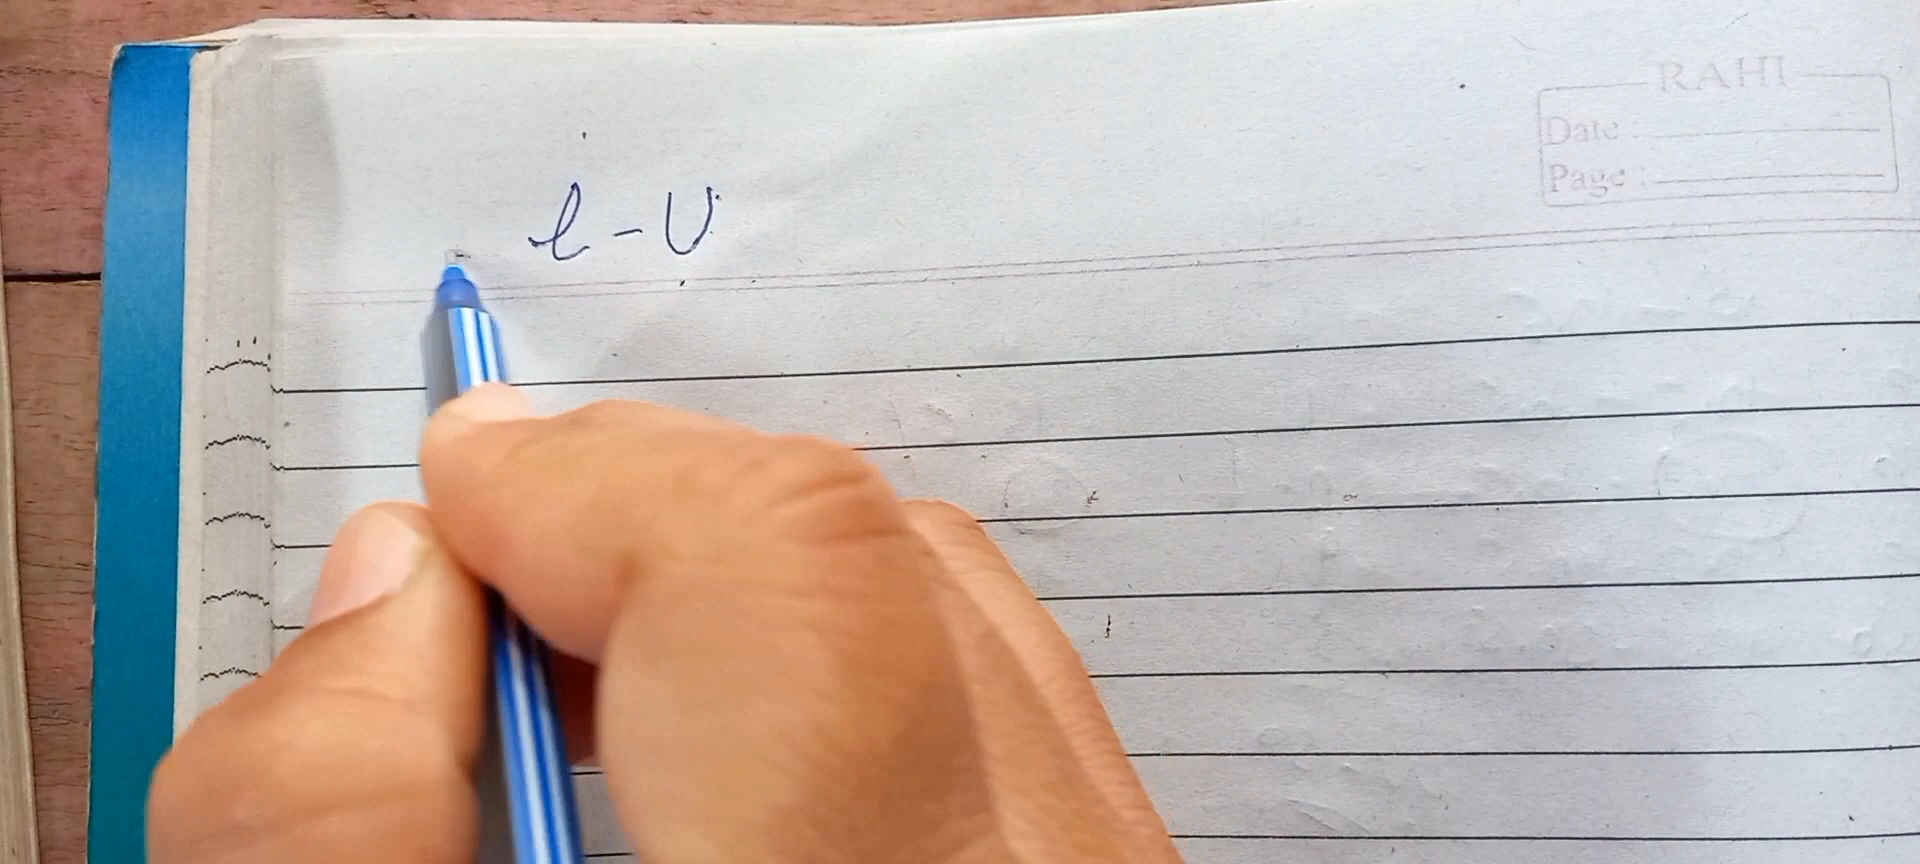 RAHI
Date :
Page :
l - U